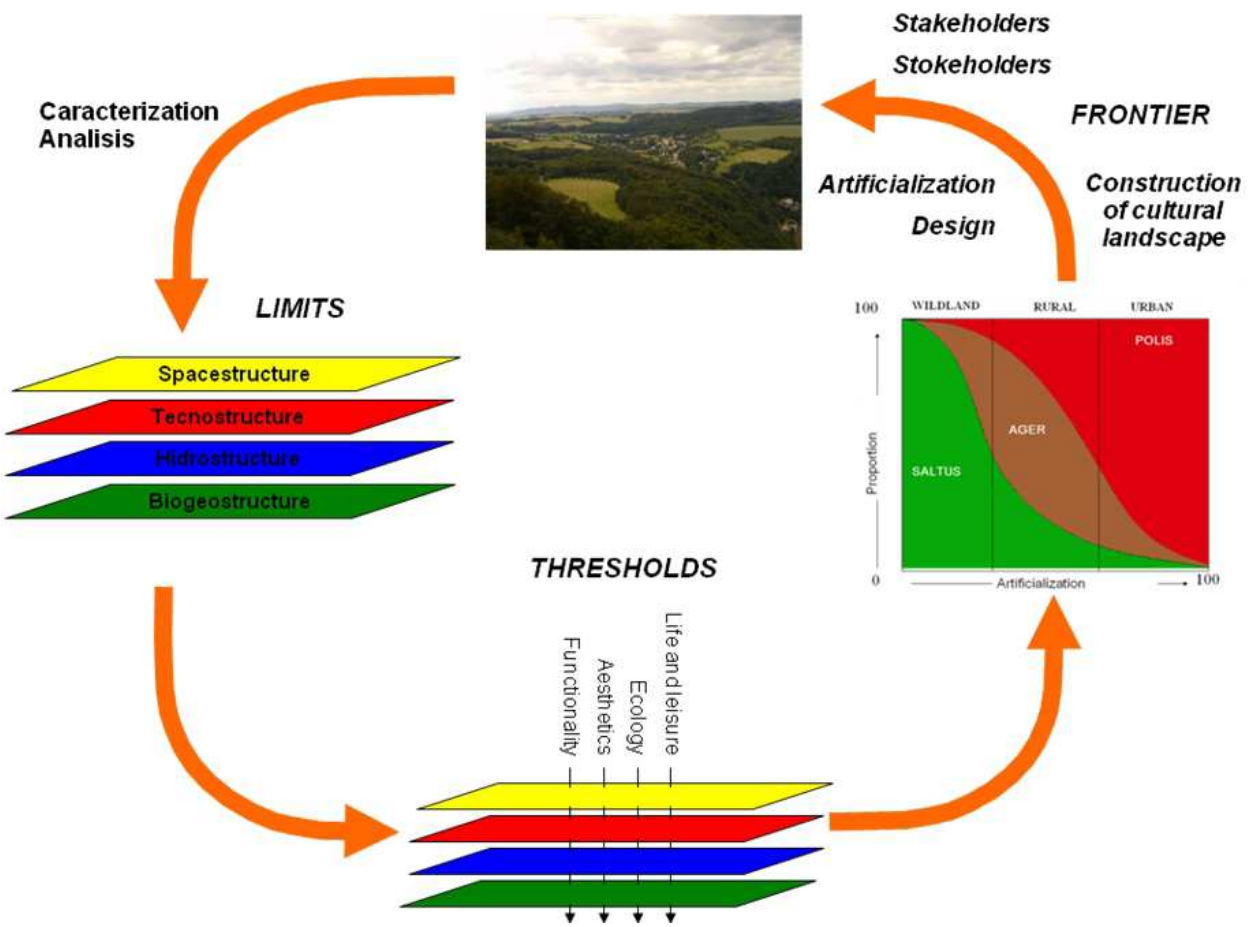 Stakeholders
Stokeholders
FRONTIER
Caracterization
Analisis
Artificialization
Design
Construction
of cultural
landscape
LIMITS
Spacestructure
Tecnostructure
Hidrostructure
Biogeostructure
100 WILDLAND RURAL URBAN
POLIS
AGER
SALTUS
Proportion
0 Artificialization 100
THRESHOLDS
Functionality
Aesthetics
Ecology
Life and leisure